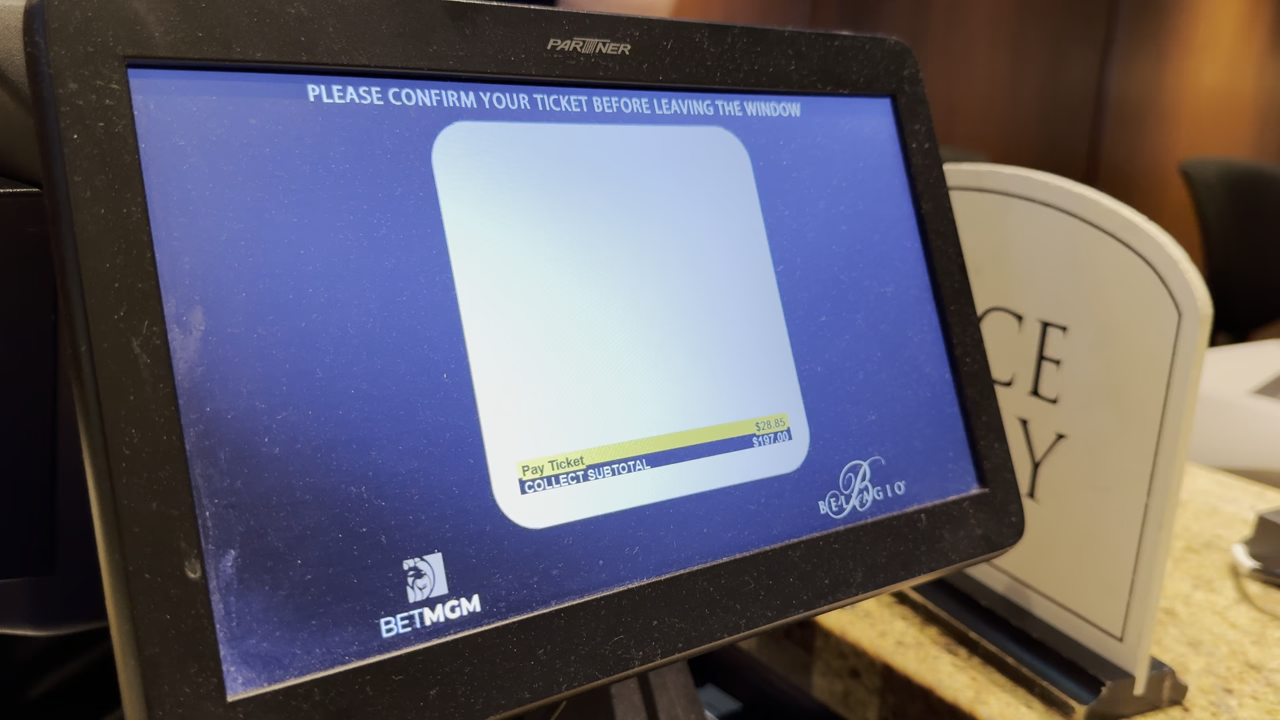 PARTNER
PLEASE CONFIRM YOUR TICKET BEFORE LEAVING THE WINDOW
Pay Ticket $28.85
COLLECT SUBTOTAL $197.00
BELLAGIO
BETMGM
CE
Y